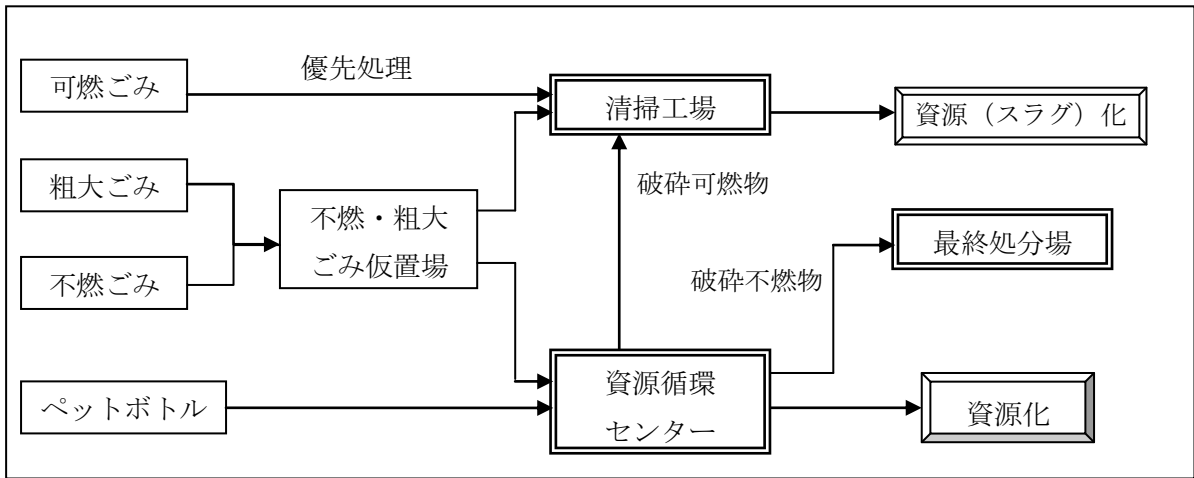 可燃ごみ
優先処理
清掃工場
資源（スラグ）化
粗大ごみ
破砕可燃物
不燃・粗大
ごみ仮置場
最終処分場
不燃ごみ
破砕不燃物
ペットボトル
資源循環
センター
資源化